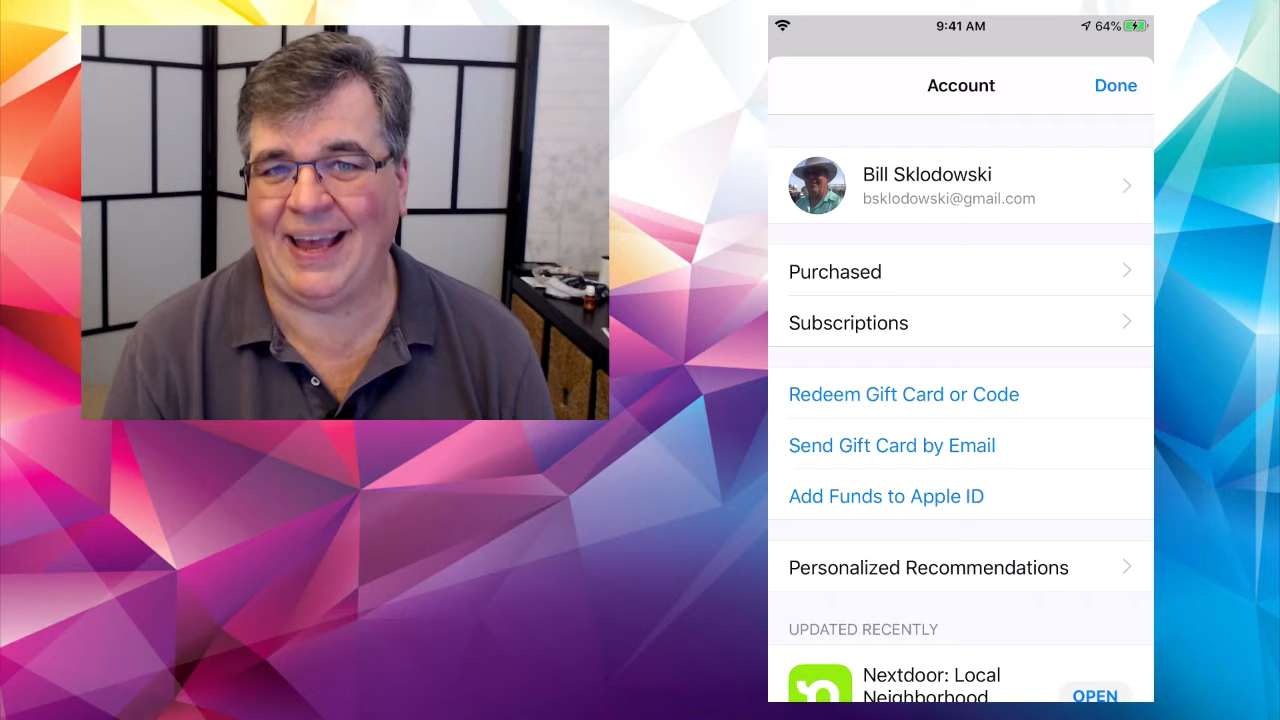 9:41 AM
64%
Account
Done
Bill Sklodowski
bsklodowski@gmail.com
Purchased
Subscriptions
Redeem Gift Card or Code
Send Gift Card by Email
Add Funds to Apple ID
Personalized Recommendations
UPDATED RECENTLY
Nextdoor: Local
Neighborhood
OPEN